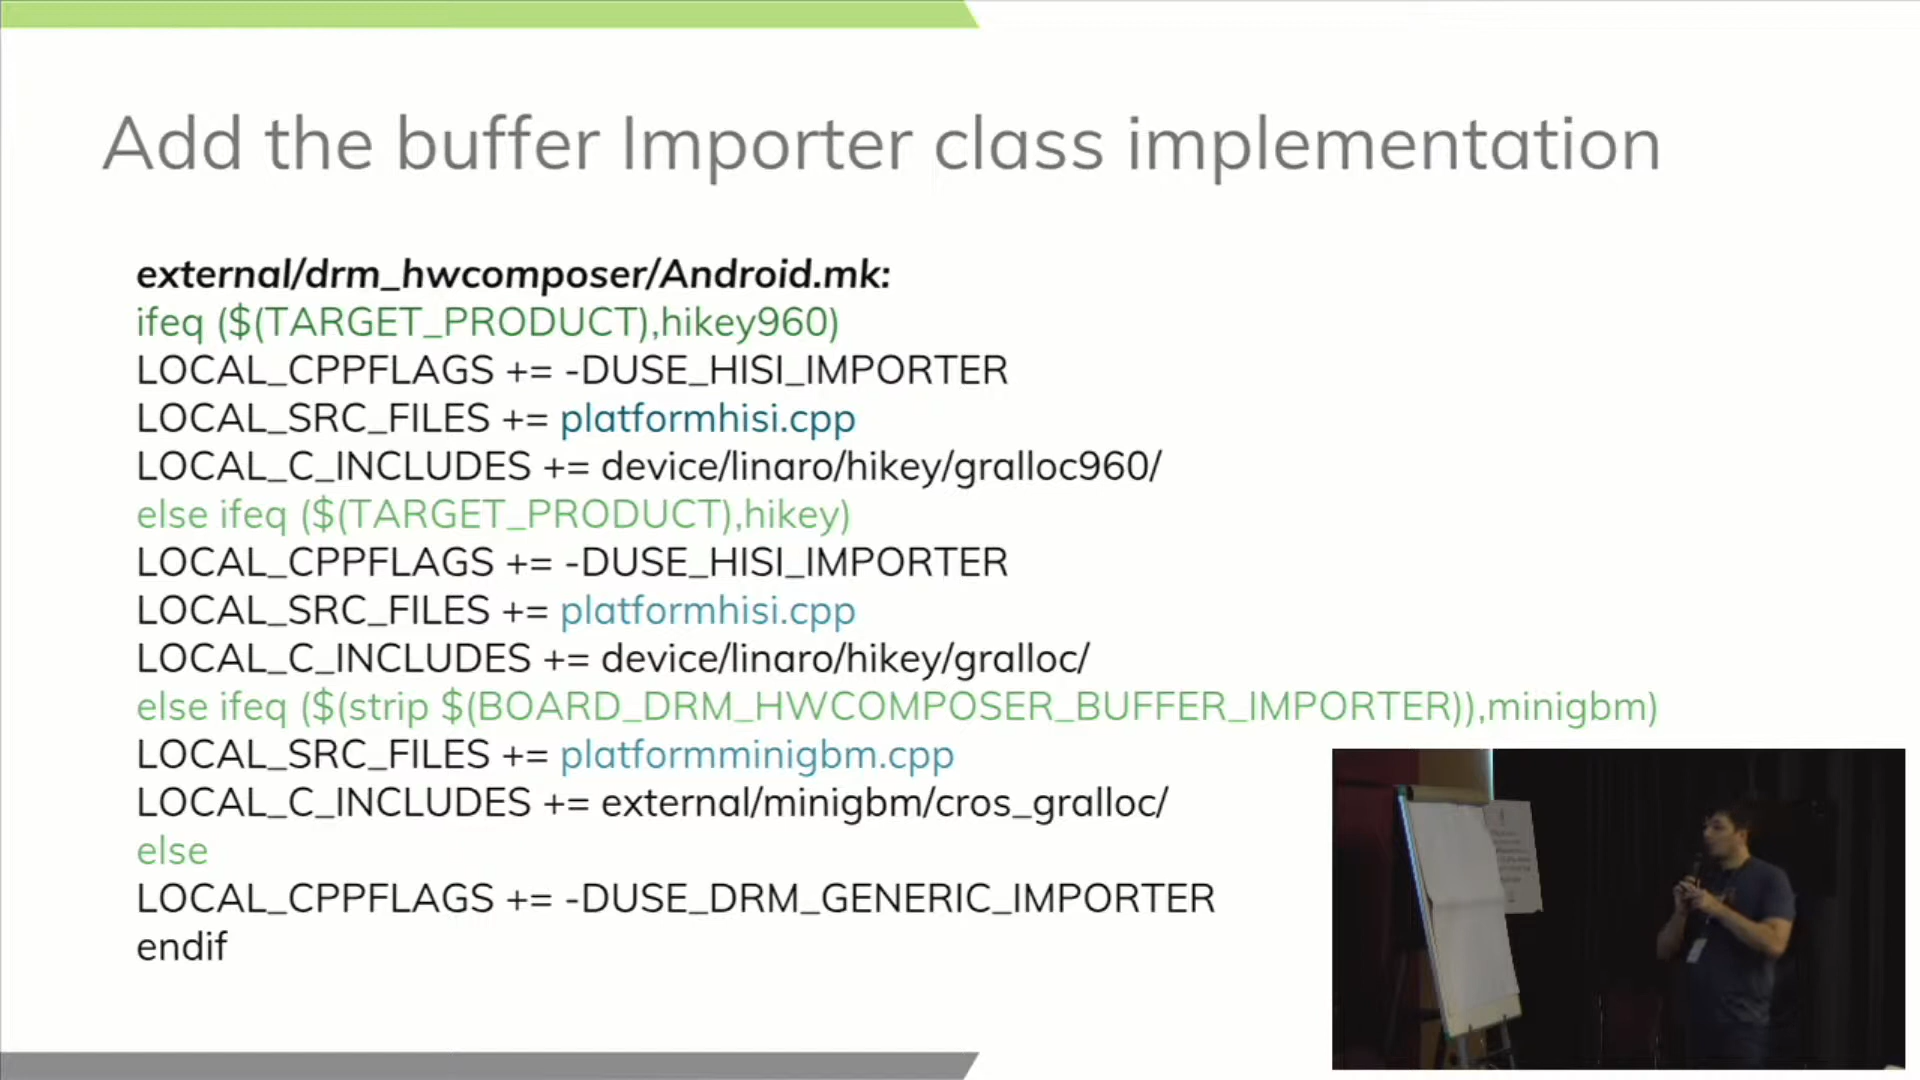 Add the buffer Importer class implementation
external/drm_hwcomposer/Android.mk:
ifeq ($(TARGET_PRODUCT),hikey960)
LOCAL_CPPFLAGS += -DUSE_HISI_IMPORTER
LOCAL_SRC_FILES += platformhisi.cpp
LOCAL_C_INCLUDES += device/linaro/hikey/gralloc960/
else ifeq ($(TARGET_PRODUCT),hikey)
LOCAL_CPPFLAGS += -DUSE_HISI_IMPORTER
LOCAL_SRC_FILES += platformhisi.cpp
LOCAL_C_INCLUDES += device/linaro/hikey/gralloc/
else ifeq ($(strip $(BOARD_DRM_HWCOMPOSER_BUFFER_IMPORTER)),minigbm)
LOCAL_SRC_FILES += platformminigbm.cpp
LOCAL_C_INCLUDES += external/minigbm/cros_gralloc/
else
LOCAL_CPPFLAGS += -DUSE_DRM_GENERIC_IMPORTER
endif